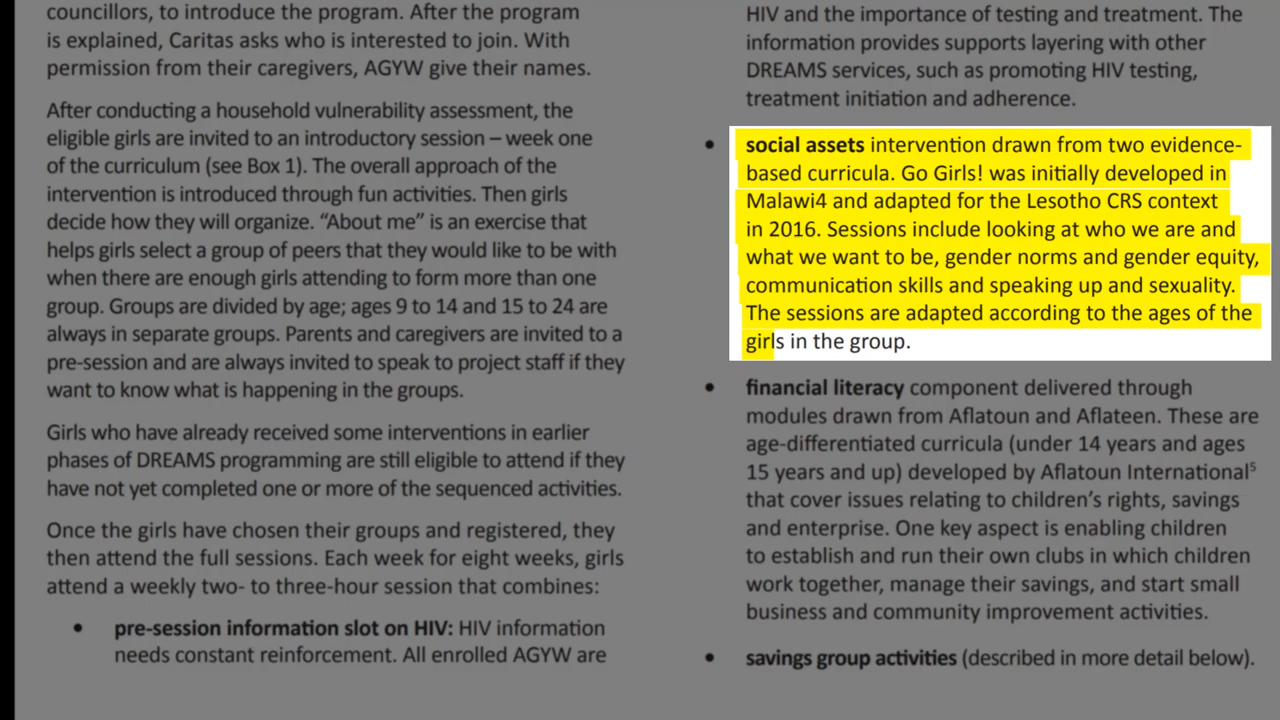 councillors, to introduce the program. After the program
is explained, Caritas asks who is interested to join. With
permission from their caregivers, AGYW give their names.
After conducting a household vulnerability assessment, the
eligible girls are invited to an introductory session – week one
of the curriculum (see Box 1). The overall approach of the
intervention is introduced through fun activities. Then girls
decide how they will organize. “About me” is an exercise that
helps girls select a group of peers that they would like to be with
when there are enough girls attending to form more than one
group. Groups are divided by age; ages 9 to 14 and 15 to 24 are
always in separate groups. Parents and caregivers are invited to a
pre-session and are always invited to speak to project staff if they
want to know what is happening in the groups.
Girls who have already received some interventions in earlier
phases of DREAMS programming are still eligible to attend if they
have not yet completed one or more of the sequenced activities.
Once the girls have chosen their groups and registered, they
then attend the full sessions. Each week for eight weeks, girls
attend a weekly two- to three-hour session that combines:
• pre-session information slot on HIV: HIV information
needs constant reinforcement. All enrolled AGYW are
HIV and the importance of testing and treatment. The
information provides supports layering with other
DREAMS services, such as promoting HIV testing,
treatment initiation and adherence.
• social assets intervention drawn from two evidence-
based curricula. Go Girls! was initially developed in
Malawi4 and adapted for the Lesotho CRS context
in 2016. Sessions include looking at who we are and
what we want to be, gender norms and gender equity,
communication skills and speaking up and sexuality.
The sessions are adapted according to the ages of the
girls in the group.
• financial literacy component delivered through
modules drawn from Aflatoun and Aflateen. These are
age-differentiated curricula (under 14 years and ages
15 years and up) developed by Aflatoun International⁵
that cover issues relating to children’s rights, savings
and enterprise. One key aspect is enabling children
to establish and run their own clubs in which children
work together, manage their savings, and start small
business and community improvement activities.
• savings group activities (described in more detail below).